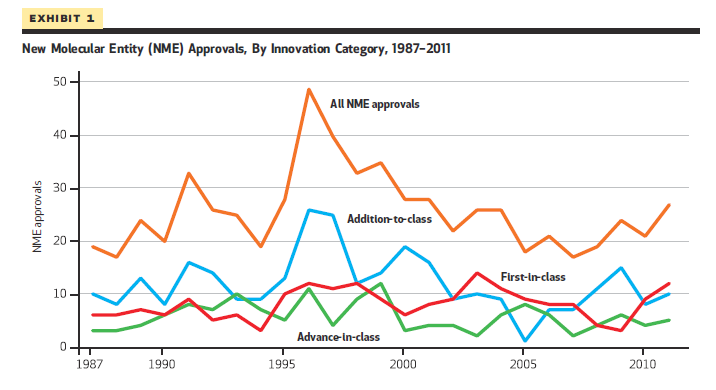 EXHIBIT 1
New Molecular Entity (NME) Approvals, By Innovation Category, 1987–2011
50
40
30
20
10
0
NME approvals
All NME approvals
Addition-to-class
First-in-class
Advance-in-class
1987 1990 1995 2000 2005 2010